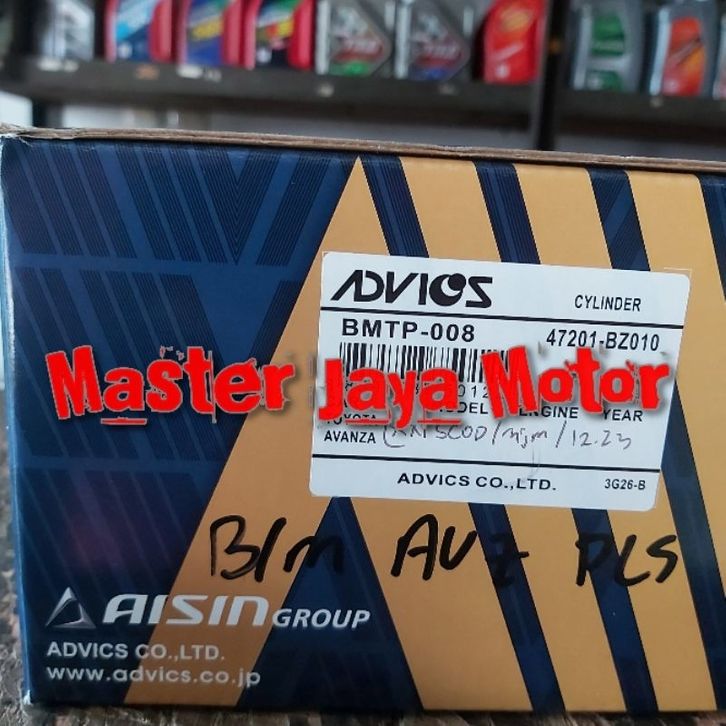 ADVICS
CYLINDER
BMTP-008
47201-BZ010
Master Jaya Motor
MODEL ENGINE YEAR
TOYOTA
AVANZA
ADVICS CO.,LTD.
3G26-B
B/m AVZ PLS
AISIN GROUP
ADVICS CO.,LTD.
www.advics.co.jp